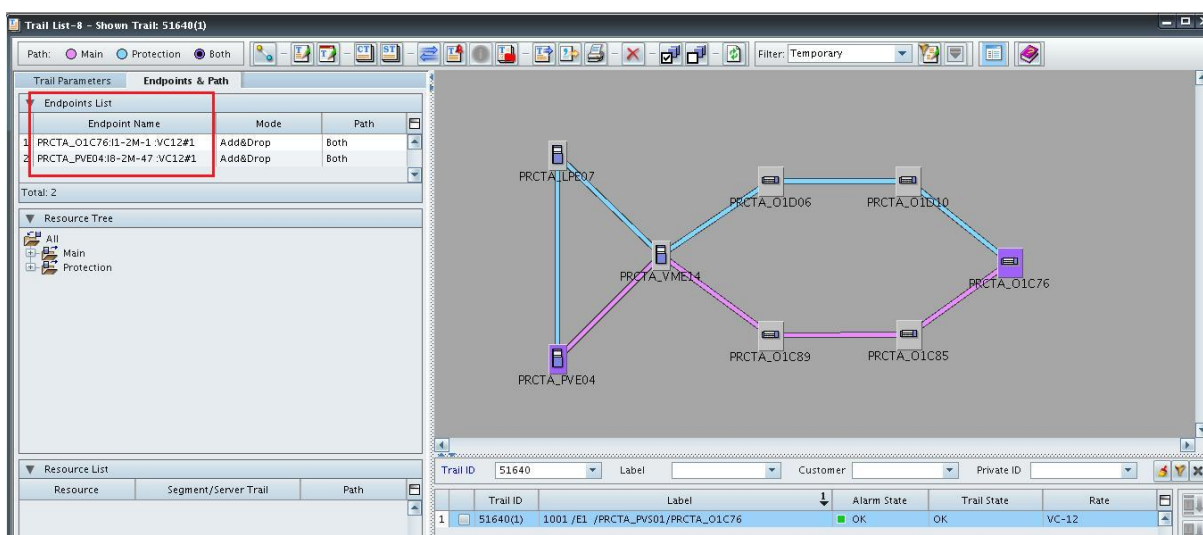 Trail List-8 - Shown Trail: 51640(1)
Path: Main Protection Both CT ST Filter: Temporary
Trail Parameters Endpoints & Path
Endpoints List
Endpoint Name Mode Path
1 PRCTA_O1C76:I1-2M-1 :VC12#1 Add&Drop Both
2 PRCTA_PVE04:I8-2M-47 :VC12#1 Add&Drop Both
Total: 2
Resource Tree
All
Main
Protection
Resource List
Resource Segment/Server Trail Path
PRCTA_LPE07
PRCTA_O1D06
PRCTA_O1D10
PRCTA_VME14
PRCTA_O1C76
PRCTA_O1C89
PRCTA_O1C85
PRCTA_PVE04
Trail ID 51640 Label Customer Private ID
Trail ID Label 1 Alarm State Trail State Rate
1 51640(1) 1001 /E1 /PRCTA_PVS01/PRCTA_O1C76 OK OK VC-12